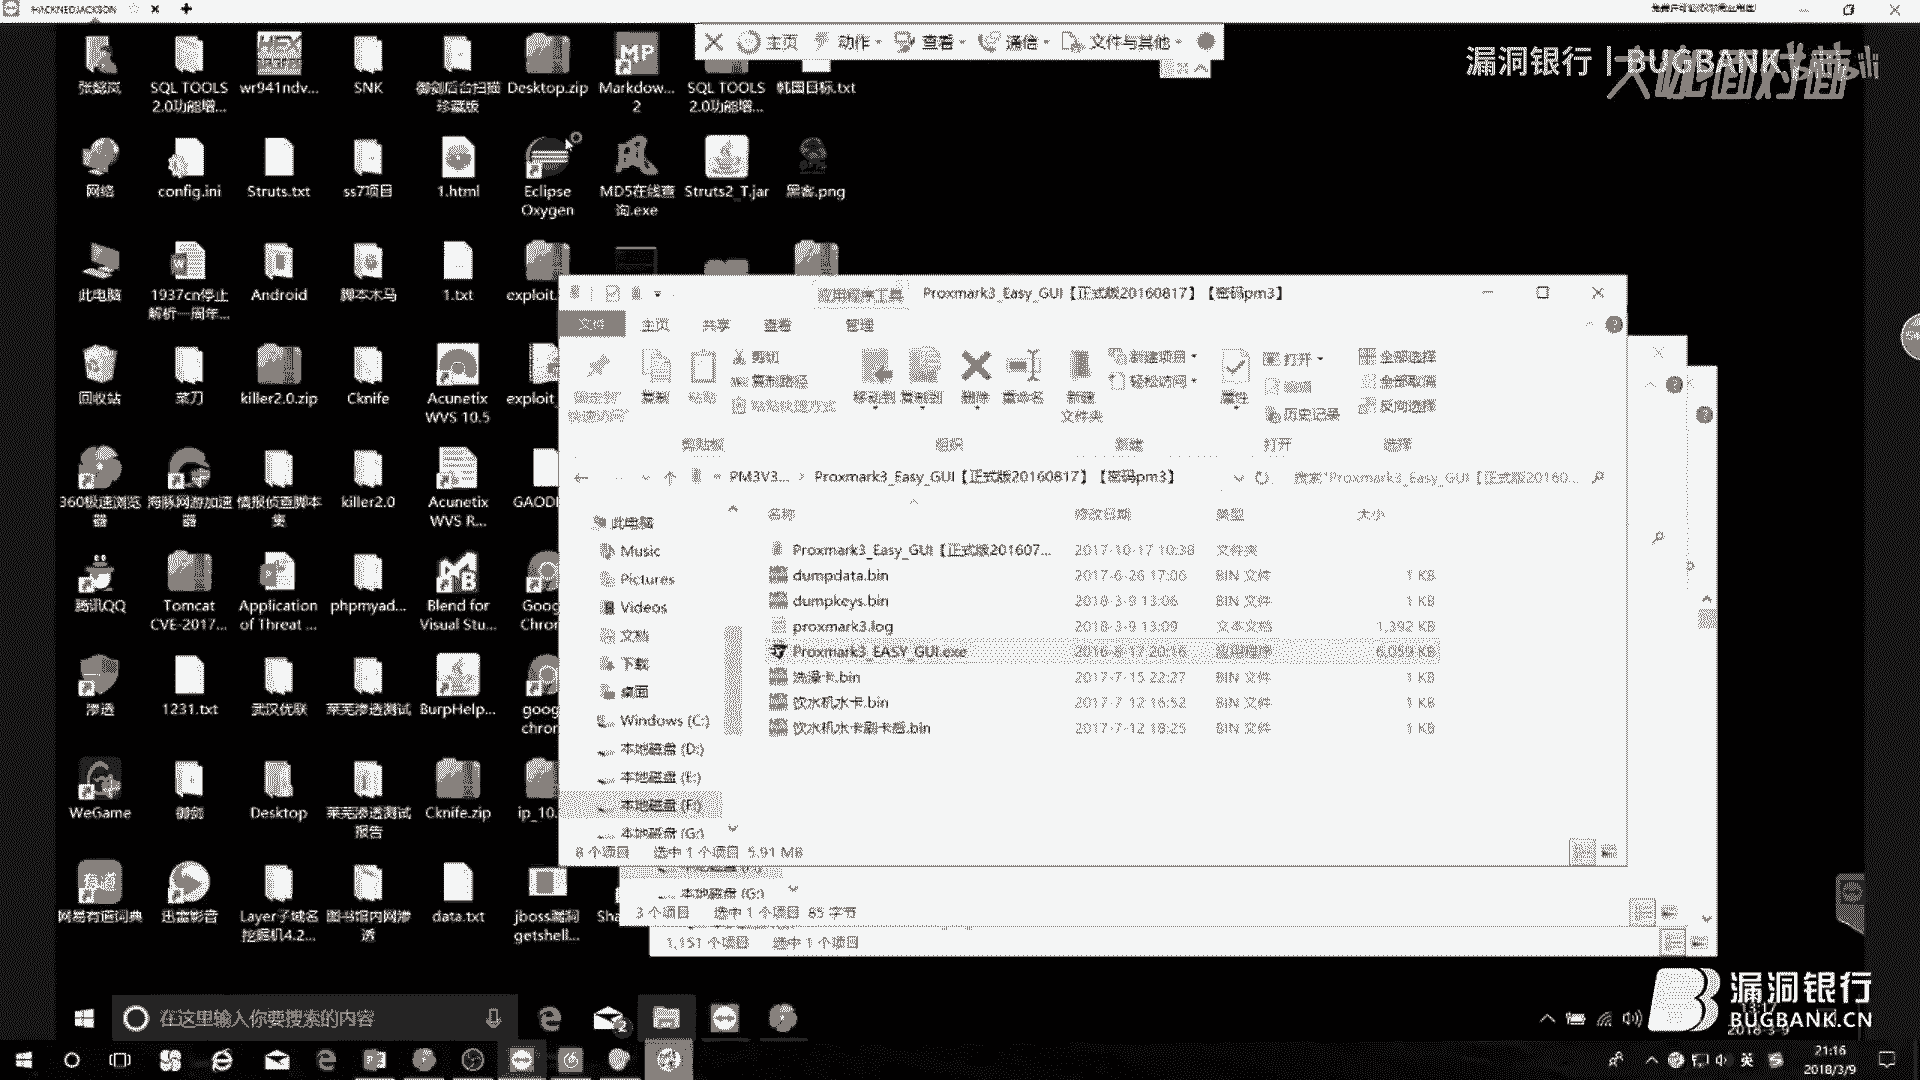 HACKNEDJACKSON
主页
动作
查看
通信
文件与其他
漏洞银行 | BUGBANK
大咖面对面
SQL TOOLS
2.0功能增...
wr941ndv...
SNK
御剑后台扫描
珍藏版
Desktop.zip
Markdow...
2
SQL TOOLS
2.0功能增...
韩国目标.txt
网络
config.ini
Struts.txt
ss7项目
1.html
Eclipse
Oxygen
MD5在线查
询.exe
Struts2_T.jar
黑客.png
此电脑
1937cn停止
解析一周年...
Android
脚本木马
1.txt
exploit.
回收站
菜刀
killer2.0.zip
Cknife
Acunetix
WVS 10.5
exploit_
360极速浏览
器
海豚网游加速
器
情报侦查脚本
集
killer2.0
Acunetix
WVS R...
GAODI
腾讯QQ
Tomcat
CVE-2017...
Application
of Threat ...
phpmyad...
Blend for
Visual Stu...
Goog
Chron
渗透
1231.txt
武汉优联
莱芜渗透测试
BurpHelp...
goog
chrom
WeGame
御剑
Desktop
莱芜渗透测试
报告
Cknife.zip
ip_10.
有道
网易有道词典
迅雷影音
Layer子域名
挖掘机4.2...
图书馆内网渗
透
data.txt
jboss漏洞
getshell...
Sha
应用程序工具
Proxmark3_Easy_GUI【正式版20160817】【密码pm3】
文件
主页
共享
查看
管理
固定到"
快速访问"
复制
粘贴
剪切
复制路径
粘贴快捷方式
移动到
复制到
删除
重命名
新建
文件夹
新建项目
轻松访问
属性
打开
编辑
历史记录
全部选择
全部取消
反向选择
剪贴板
组织
新建
打开
选择
PM3V3...
Proxmark3_Easy_GUI【正式版20160817】【密码pm3】
搜索"Proxmark3_Easy_GUI【正式版20160...
名称
修改日期
类型
大小
Proxmark3_Easy_GUI【正式版201607...
2017-10-17 10:38
文件夹
dumpdata.bin
2017-6-26 17:06
BIN 文件
1 KB
dumpkeys.bin
2018-3-9 13:06
BIN 文件
1 KB
proxmark3.log
2018-3-9 13:09
文本文档
1,392 KB
Proxmark3_EASY_GUI.exe
2016-8-17 20:16
应用程序
6,059 KB
洗澡卡.bin
2017-7-15 22:27
BIN 文件
1 KB
饮水机水卡.bin
2017-7-12 16:52
BIN 文件
1 KB
饮水机水卡刷卡后.bin
2017-7-12 18:25
BIN 文件
1 KB
此电脑
Music
Pictures
Videos
文档
下载
桌面
Windows (C:)
本地磁盘 (D:)
本地磁盘 (E:)
本地磁盘 (F:)
本地磁盘 (G:)
8 个项目
选中 1 个项目 5.91 MB
本地磁盘 (G:)
3 个项目
选中 1 个项目 85 字节
1,151 个项目
选中 1 个项目
在这里输入你要搜索的内容
漏洞银行
BUGBANK.CN
13:17
2018-3-9
英
21:16
2018/3/9